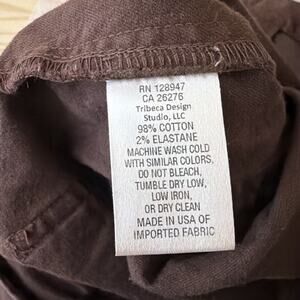 RN 128947
CA 26276
Tribeca Design
Studio, LLC
98% COTTON
2% ELASTANE
MACHINE WASH COLD
WITH SIMILAR COLORS.
DO NOT BLEACH,
TUMBLE DRY LOW,
LOW IRON,
OR DRY CLEAN
MADE IN USA OF
IMPORTED FABRIC